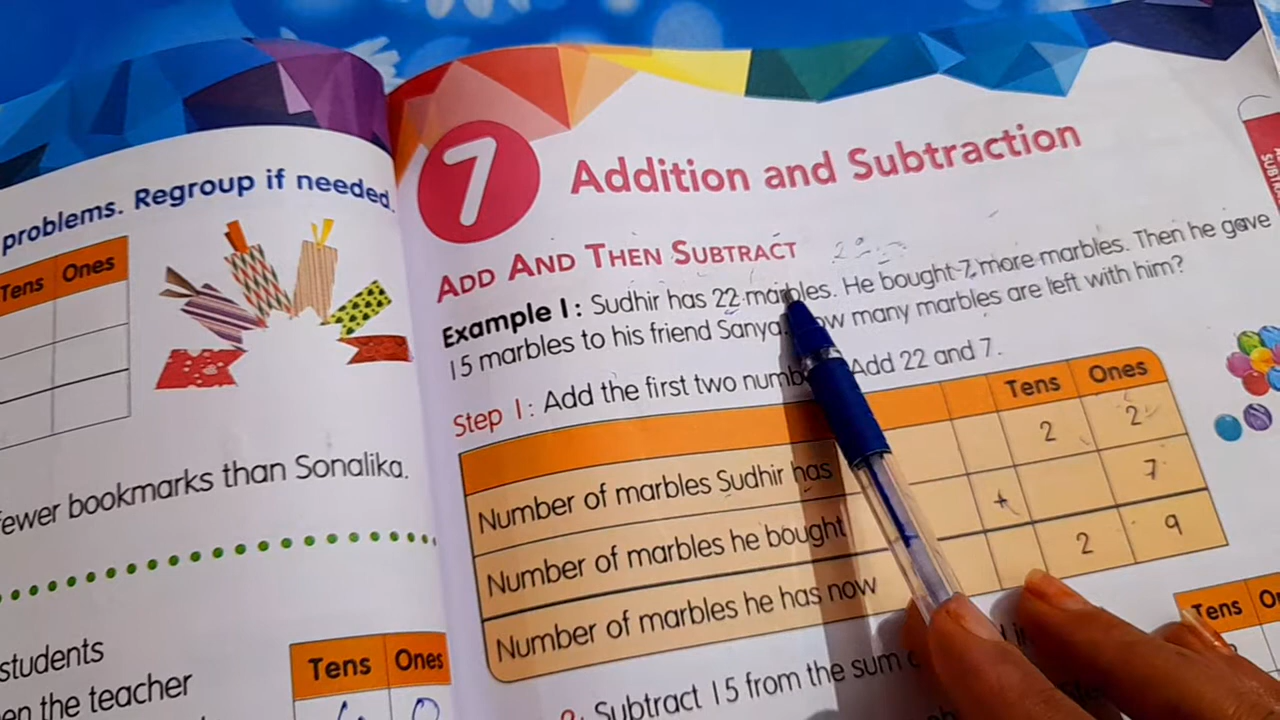 problems. Regroup if needed.
Tens Ones
fewer bookmarks than Sonalika.
students
the teacher
Tens Ones
7 Addition and Subtraction
ADD AND THEN SUBTRACT
Example 1: Sudhir has 22 marbles. He bought 7 more marbles. Then he gave
15 marbles to his friend Sanya. many marbles are left with him?
Step 1: Add the first two Add 22 and 7.
Tens Ones
Number of marbles Sudhir has 2 2
Number of marbles he bought + 7
Number of marbles he has now 2 9
Subtract 15 from the sum
Tens